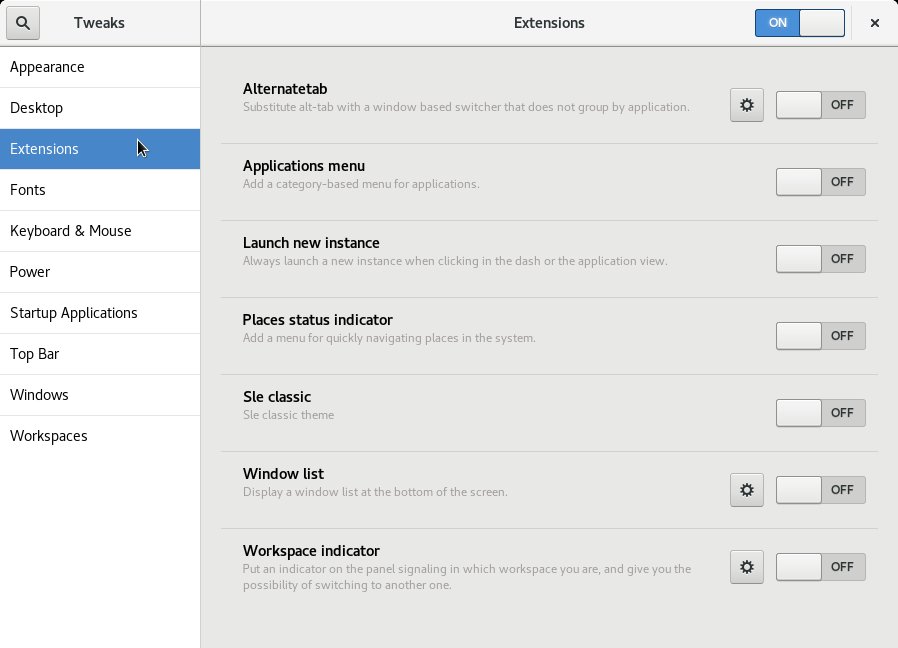 Tweaks
Extensions
ON
Appearance
Desktop
Extensions
Fonts
Keyboard & Mouse
Power
Startup Applications
Top Bar
Windows
Workspaces
Alternatetab
Substitute alt-tab with a window based switcher that does not group by application.
OFF
Applications menu
Add a category-based menu for applications.
OFF
Launch new instance
Always launch a new instance when clicking in the dash or the application view.
OFF
Places status indicator
Add a menu for quickly navigating places in the system.
OFF
Sle classic
Sle classic theme
OFF
Window list
Display a window list at the bottom of the screen.
OFF
Workspace indicator
Put an indicator on the panel signaling in which workspace you are, and give you the
possibility of switching to another one.
OFF